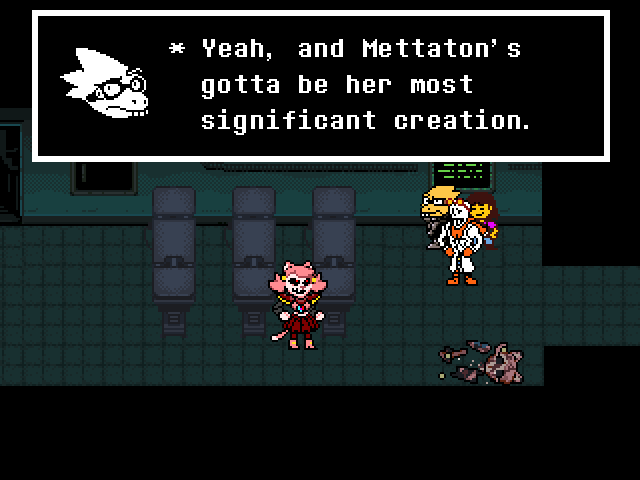 * Yeah, and Mettaton's
gotta be her most
significant creation.